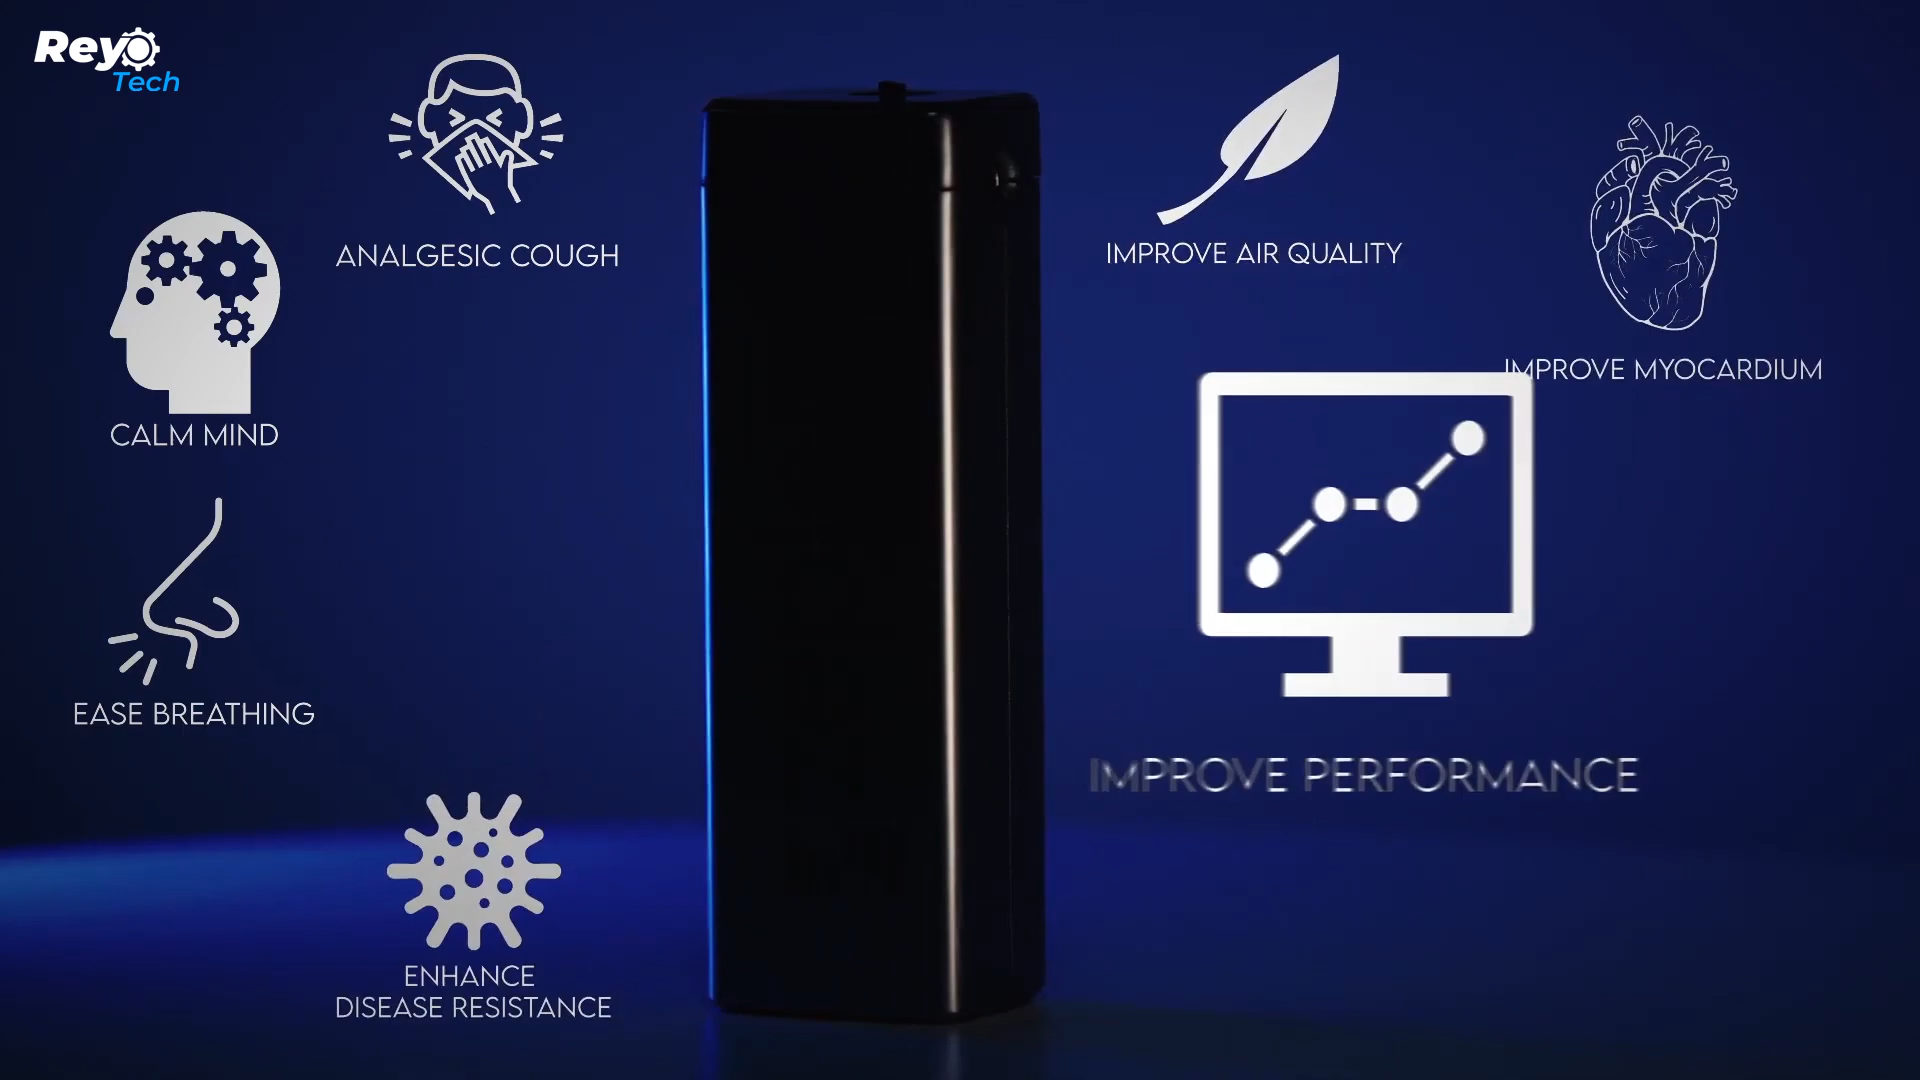 Reyo
Tech
ANALGESIC COUGH
IMPROVE AIR QUALITY
IMPROVE MYOCARDIUM
CALM MIND
EASE BREATHING
IMPROVE PERFORMANCE
ENHANCE
DISEASE RESISTANCE